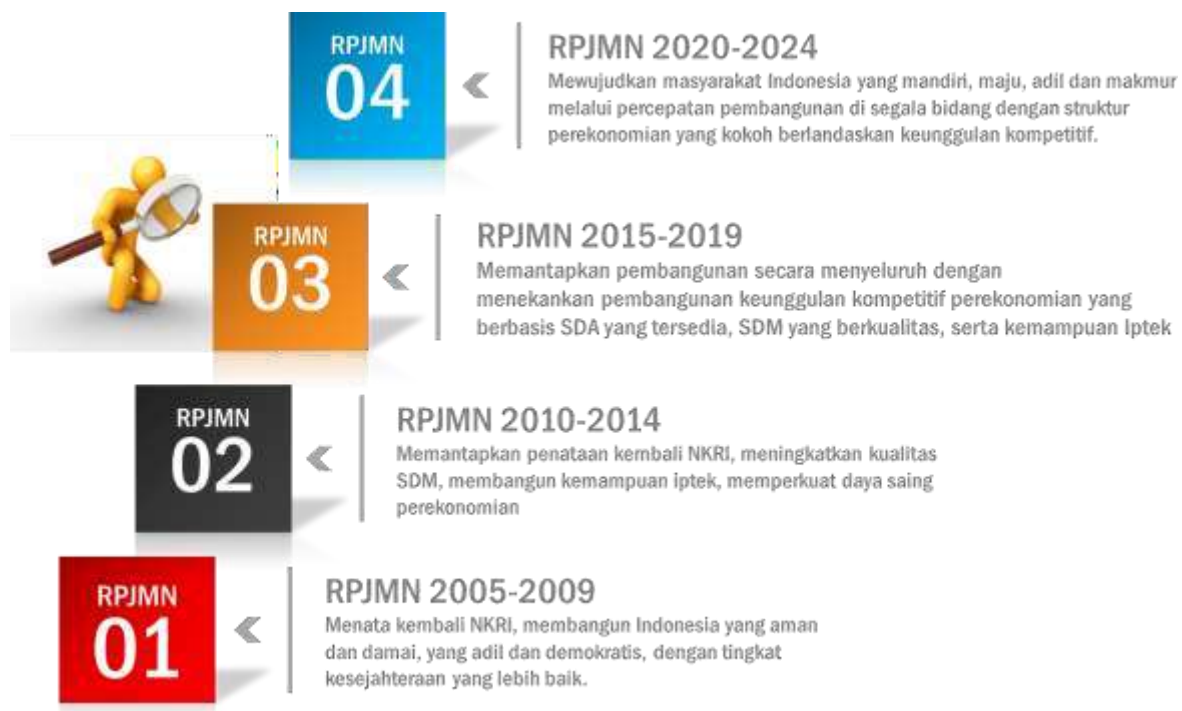 RPJMN
04
RPJMN 2020-2024
Mewujudkan masyarakat Indonesia yang mandiri, maju, adil dan makmur
melalui percepatan pembangunan di segala bidang dengan struktur
perekonomian yang kokoh berlandaskan keunggulan kompetitif.
RPJMN
03
RPJMN 2015-2019
Memantapkan pembangunan secara menyeluruh dengan
menekankan pembangunan keunggulan kompetitif perekonomian yang
berbasis SDA yang tersedia, SDM yang berkualitas, serta kemampuan Iptek
RPJMN
02
RPJMN 2010-2014
Memantapkan penataan kembali NKRI, meningkatkan kualitas
SDM, membangun kemampuan iptek, memperkuat daya saing
perekonomian
RPJMN
01
RPJMN 2005-2009
Menata kembali NKRI, membangun Indonesia yang aman
dan damai, yang adil dan demokratis, dengan tingkat
kesejahteraan yang lebih baik.